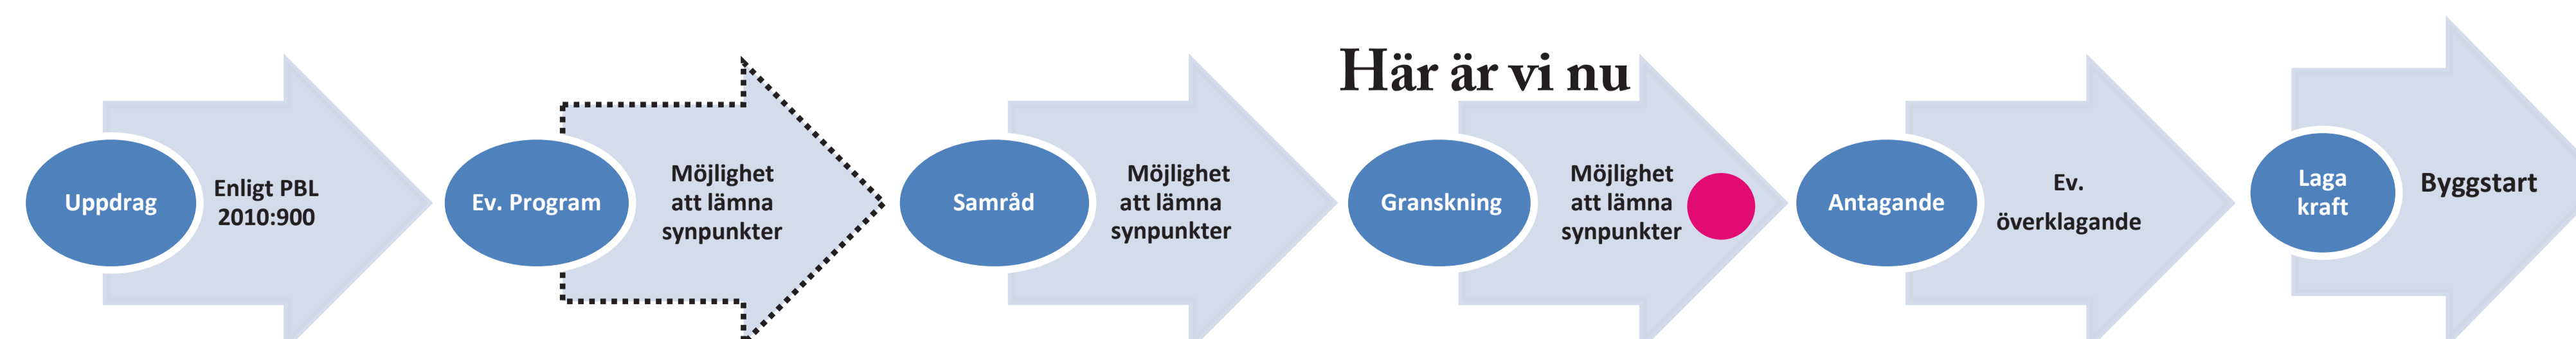 Här är vi nu
Uppdrag
Enligt PBL
2010:900
Ev. Program
Möjlighet
att lämna
synpunkter
Samråd
Möjlighet
att lämna
synpunkter
Granskning
Möjlighet
att lämna
synpunkter
Antagande
Ev.
överklagande
Laga
kraft
Byggstart